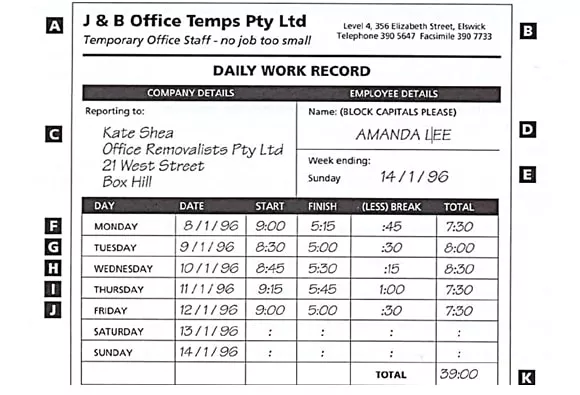 A
J & B Office Temps Pty Ltd
Temporary Office Staff - no job too small
Level 4, 356 Elizabeth Street, Elswick
Telephone 390 5647 Facsimile 390 7733
B
DAILY WORK RECORD
COMPANY DETAILS EMPLOYEE DETAILS
C
Reporting to:
Kate Shea
Office Removalists Pty Ltd
21 West Street
Box Hill
Name: (BLOCK CAPITALS PLEASE)
AMANDA LEE
D
Week ending:
Sunday 14/1/96
E
DAY DATE START FINISH (LESS) BREAK TOTAL
F MONDAY 8/1/96 9:00 5:15 :45 7:30
G TUESDAY 9/1/96 8:30 5:00 :30 8:00
H WEDNESDAY 10/1/96 8:45 5:30 :15 8:30
I THURSDAY 11/1/96 9:15 5:45 1:00 7:30
J FRIDAY 12/1/96 9:00 5:00 :30 7:30
SATURDAY 13/1/96 : : : :
SUNDAY 14/1/96 : : : :
TOTAL 39:00 K